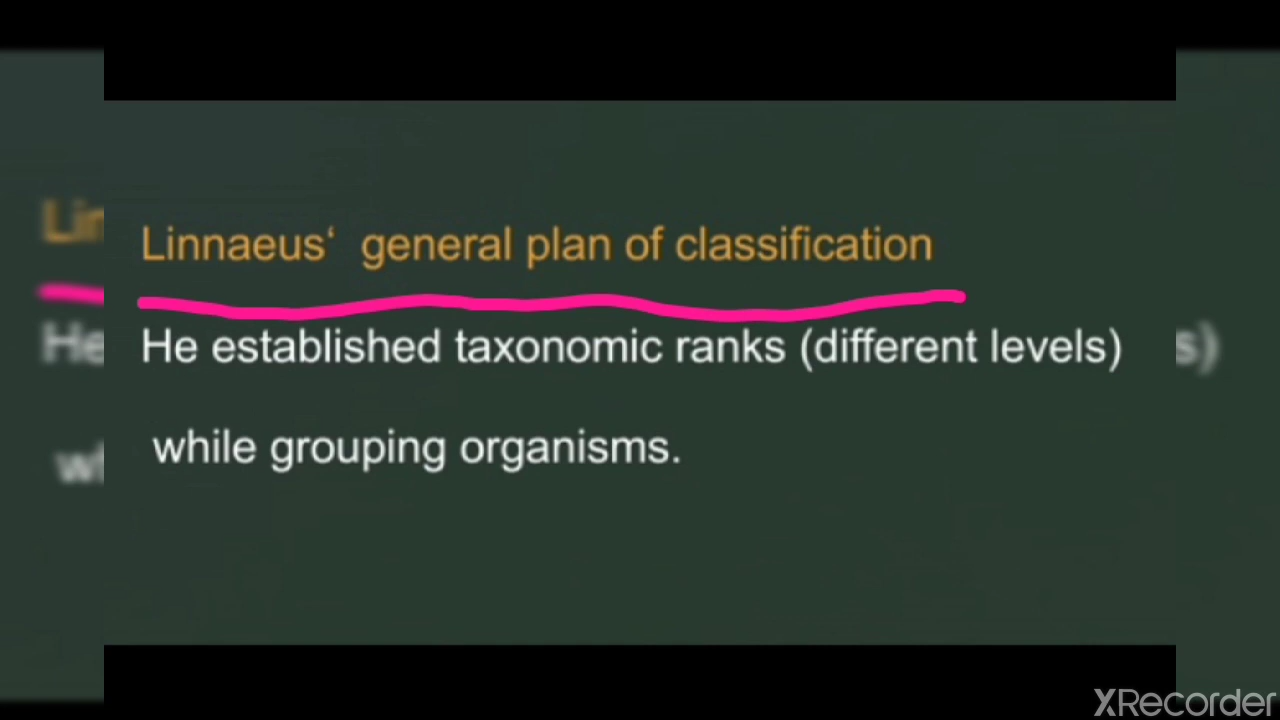 Linnaeus‘ general plan of classification
He established taxonomic ranks (different levels)
while grouping organisms.
XRecorder